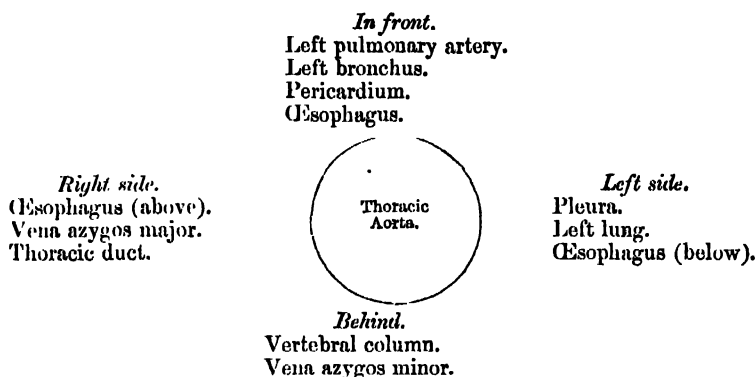 In front.
Left pulmonary artery.
Left bronchus.
Pericardium.
Œsophagus.
Right side.
Œsophagus (above).
Vena azygos major.
Thoracic duct.
Thoracic
Aorta.
Left side.
Pleura.
Left lung.
Œsophagus (below).
Behind.
Vertebral column.
Vena azygos minor.